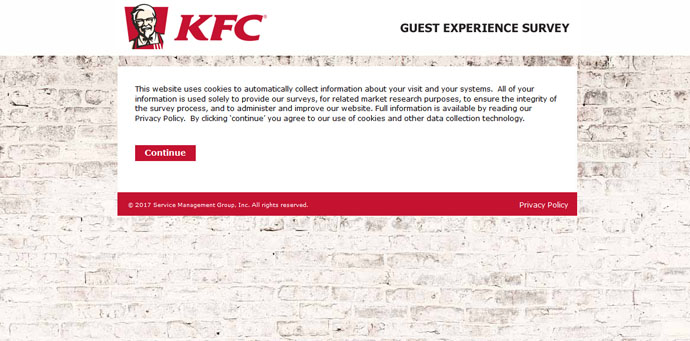 KFC
GUEST EXPERIENCE SURVEY
This website uses cookies to automatically collect information about your visit and your systems. All of your
information is used solely to provide our surveys, for related market research purposes, to ensure the integrity of
the survey process, and to administer and improve our website. Full information is available by reading our
Privacy Policy. By clicking 'continue' you agree to our use of cookies and other data collection technology.
Continue
© 2017 Service Management Group, Inc. All rights reserved.
Privacy Policy